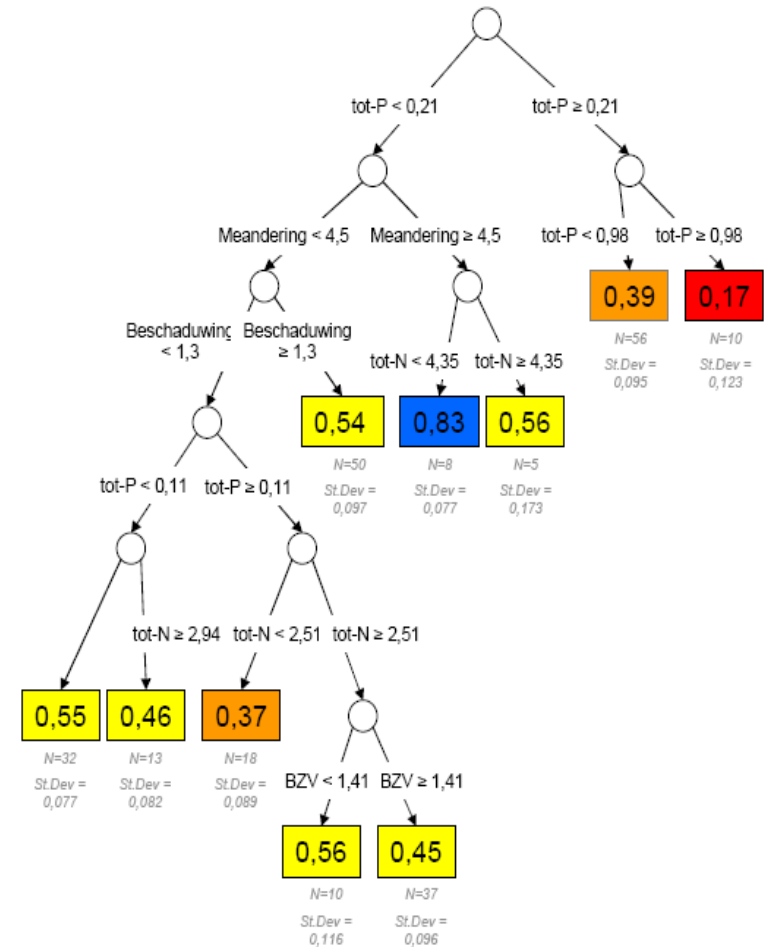 tot-P < 0,21
tot-P ≥ 0,21
Meandering < 4,5
Meandering ≥ 4,5
tot-P < 0,98
tot-P ≥ 0,98
0,39
0,17
N=56
St.Dev =
0,095
N=10
St.Dev =
0,123
Beschaduwing
< 1,3
Beschaduwing
≥ 1,3
tot-N < 4,35
tot-N ≥ 4,35
0,54
0,83
0,56
N=50
St.Dev =
0,097
N=8
St.Dev =
0,077
N=5
St.Dev =
0,173
tot-P < 0,11
tot-P ≥ 0,11
tot-N ≥ 2,94
tot-N < 2,51
tot-N ≥ 2,51
0,55
0,46
0,37
N=32
St.Dev =
0,077
N=13
St.Dev =
0,082
N=18
St.Dev =
0,089
BZV < 1,41
BZV ≥ 1,41
0,56
0,45
N=10
St.Dev =
0,116
N=37
St.Dev =
0,096